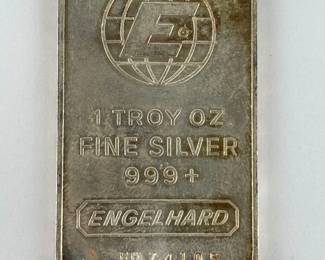 E
1 TROY OZ
FINE SILVER
999+
ENGELHARD